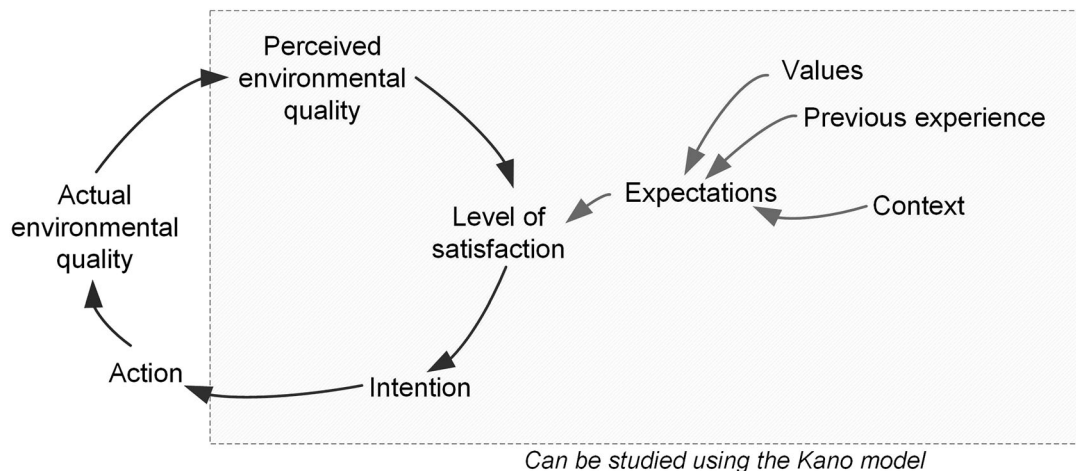 Perceived
environmental
quality
Values
Previous experience
Actual
environmental
quality
Expectations
Context
Level of
satisfaction
Action
Intention
Can be studied using the Kano model